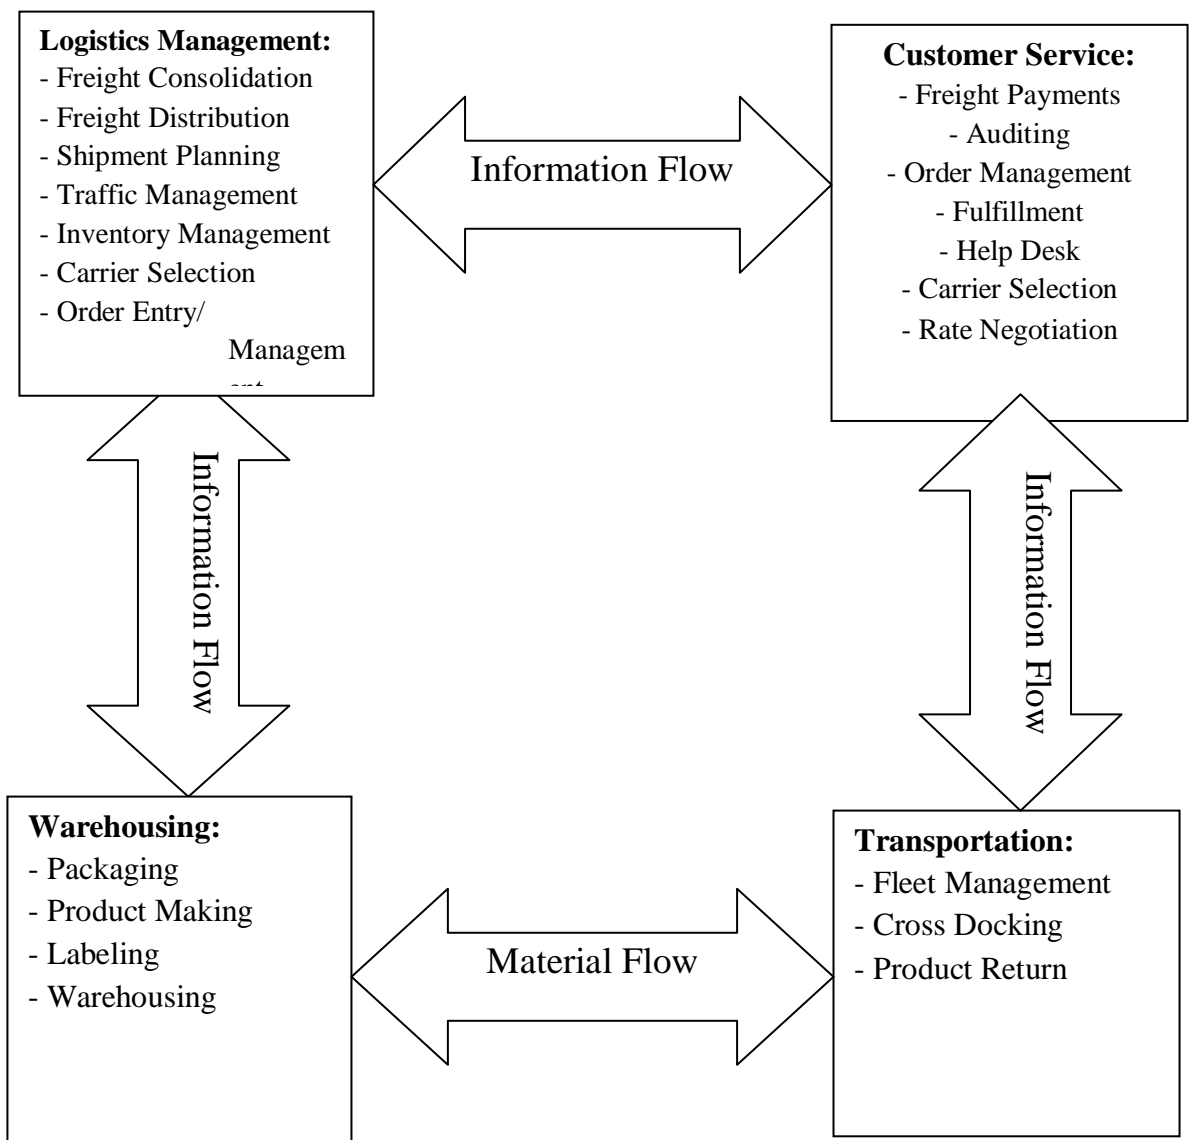 Logistics Management:
- Freight Consolidation
- Freight Distribution
- Shipment Planning
- Traffic Management
- Inventory Management
- Carrier Selection
- Order Entry/
Managem
Information Flow
Customer Service:
- Freight Payments
- Auditing
- Order Management
- Fulfillment
- Help Desk
- Carrier Selection
- Rate Negotiation
Information Flow
Information Flow
Warehousing:
- Packaging
- Product Making
- Labeling
- Warehousing
Material Flow
Transportation:
- Fleet Management
- Cross Docking
- Product Return